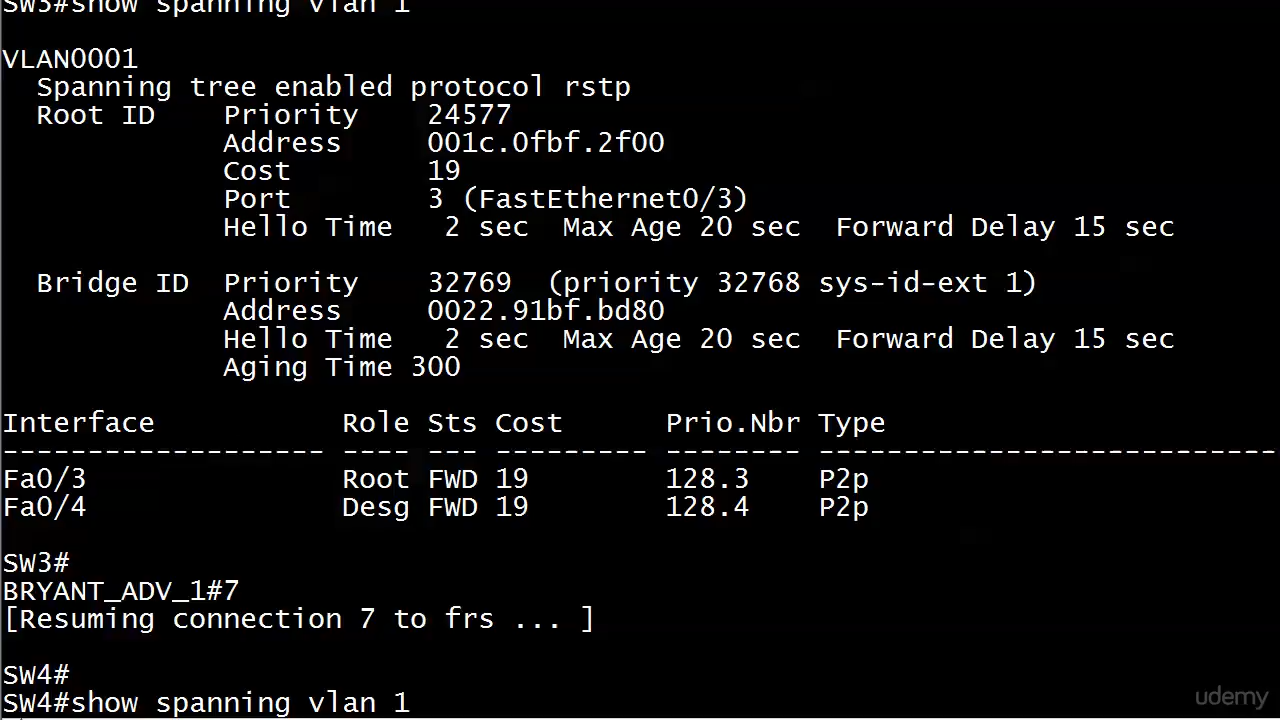 SW3#show spanning vlan 1
VLAN0001
  Spanning tree enabled protocol rstp
  Root ID    Priority    24577
             Address     001c.0fbf.2f00
             Cost        19
             Port        3 (FastEthernet0/3)
             Hello Time   2 sec  Max Age 20 sec  Forward Delay 15 sec
  Bridge ID  Priority    32769  (priority 32768 sys-id-ext 1)
             Address     0022.91bf.bd80
             Hello Time   2 sec  Max Age 20 sec  Forward Delay 15 sec
             Aging Time 300
Interface           Role Sts Cost      Prio.Nbr Type
------------------- ---- --- --------- -------- ---------------------------
Fa0/3               Root FWD 19        128.3    P2p
Fa0/4               Desg FWD 19        128.4    P2p
SW3#
BRYANT_ADV_1#7
[Resuming connection 7 to frs ... ]
SW4#
SW4#show spanning vlan 1
udemy